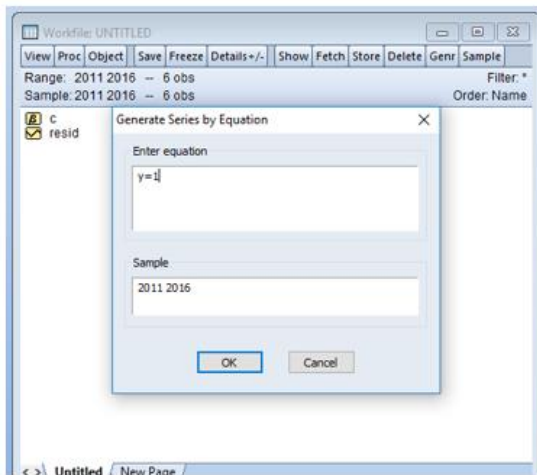 Workfile: UNTITLED
View Proc Object Save Freeze Details+/- Show Fetch Store Delete Genr Sample
Range: 2011 2016 -- 6 obs Filter: *
Sample: 2011 2016 -- 6 obs Order: Name
c
resid
Generate Series by Equation
Enter equation
y=1
Sample
2011 2016
OK Cancel
< > Untitled New Page